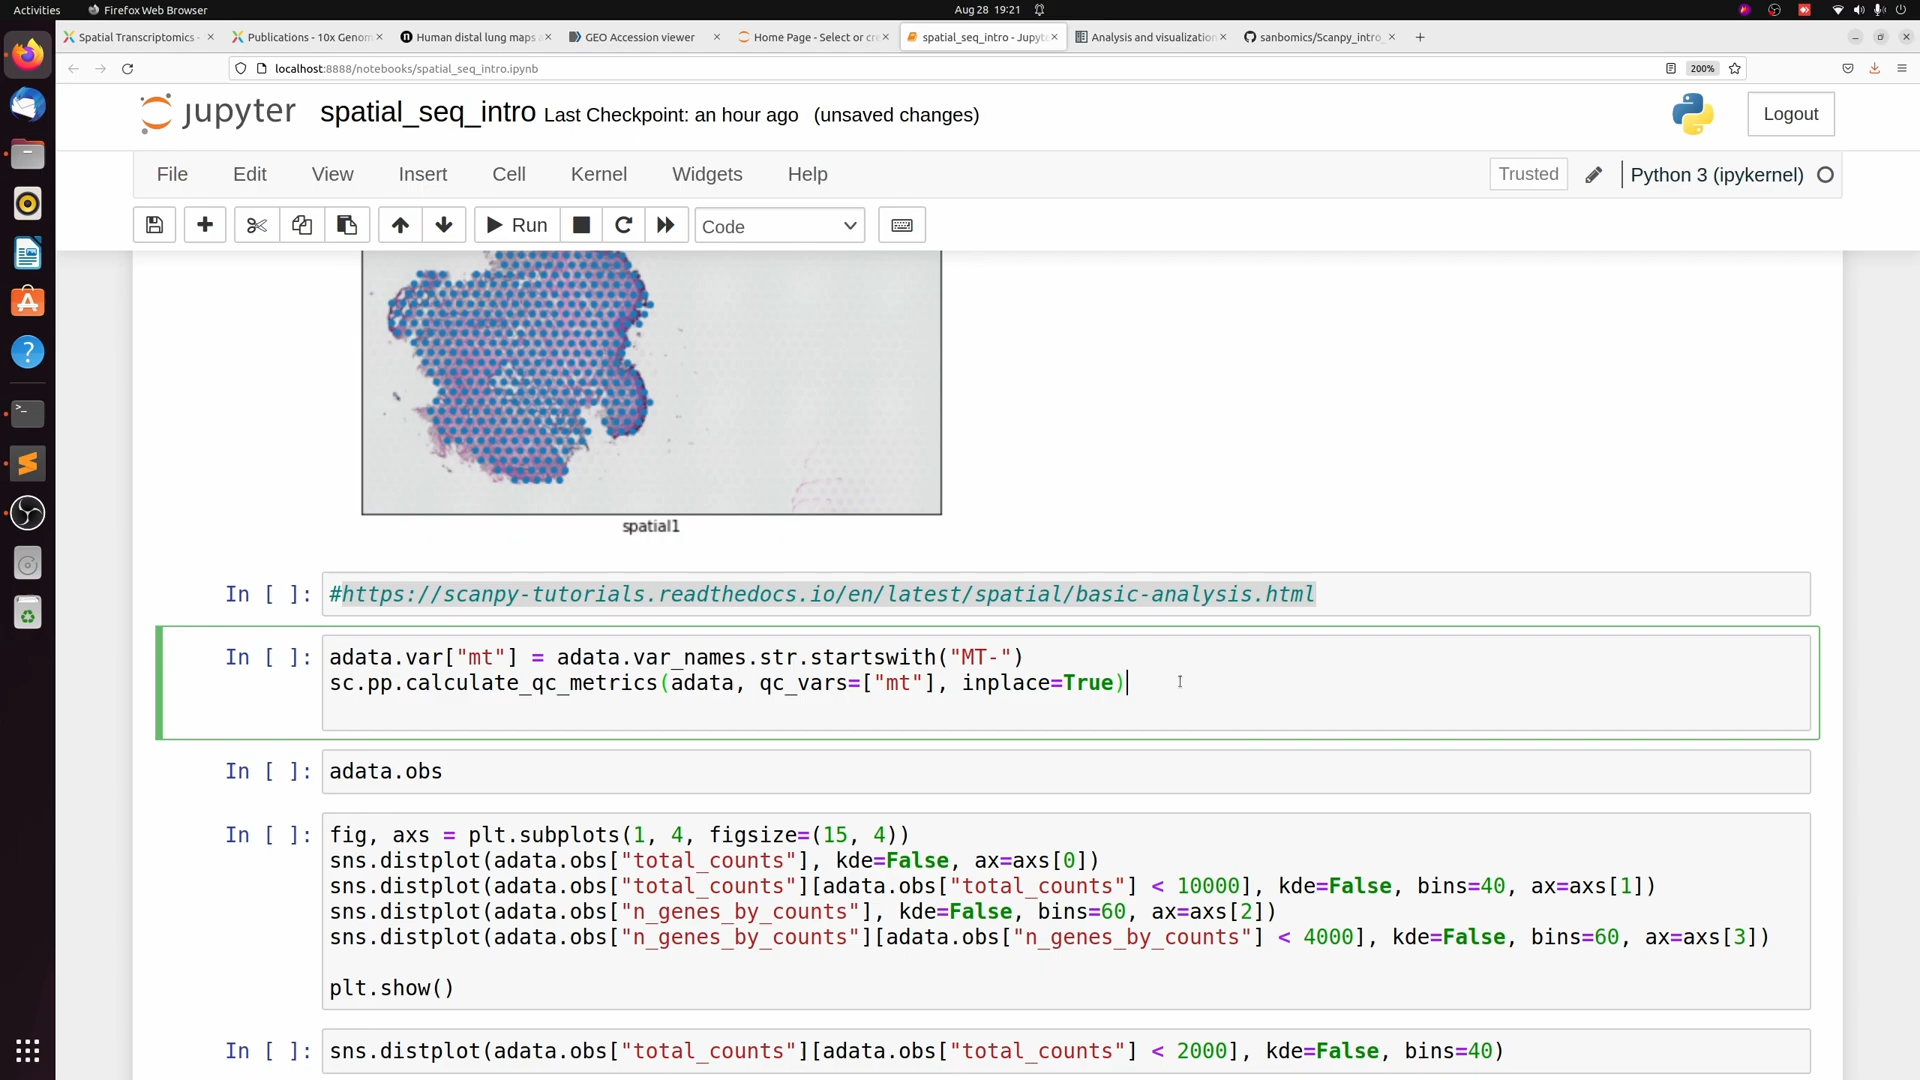 Activities
Firefox Web Browser
Aug 28 19:21
Spatial Transcriptomics
Publications - 10x Genom
Human distal lung maps a
GEO Accession viewer
Home Page - Select or cre
spatial_seq_intro - Jupyte
Analysis and visualization
sanbomics/Scanpy_intro_
localhost:8888/notebooks/spatial_seq_intro.ipynb
200%
jupyter
spatial_seq_intro Last Checkpoint: an hour ago (unsaved changes)
Logout
File Edit View Insert Cell Kernel Widgets Help
Trusted
Python 3 (ipykernel)
Run
Code
spatial1
In [ ]: #https://scanpy-tutorials.readthedocs.io/en/latest/spatial/basic-analysis.html
In [ ]: adata.var["mt"] = adata.var_names.str.startswith("MT-")
sc.pp.calculate_qc_metrics(adata, qc_vars=["mt"], inplace=True)
In [ ]: adata.obs
In [ ]: fig, axs = plt.subplots(1, 4, figsize=(15, 4))
sns.distplot(adata.obs["total_counts"], kde=False, ax=axs[0])
sns.distplot(adata.obs["total_counts"][adata.obs["total_counts"] < 10000], kde=False, bins=40, ax=axs[1])
sns.distplot(adata.obs["n_genes_by_counts"], kde=False, bins=60, ax=axs[2])
sns.distplot(adata.obs["n_genes_by_counts"][adata.obs["n_genes_by_counts"] < 4000], kde=False, bins=60, ax=axs[3])
plt.show()
In [ ]: sns.distplot(adata.obs["total_counts"][adata.obs["total_counts"] < 2000], kde=False, bins=40)